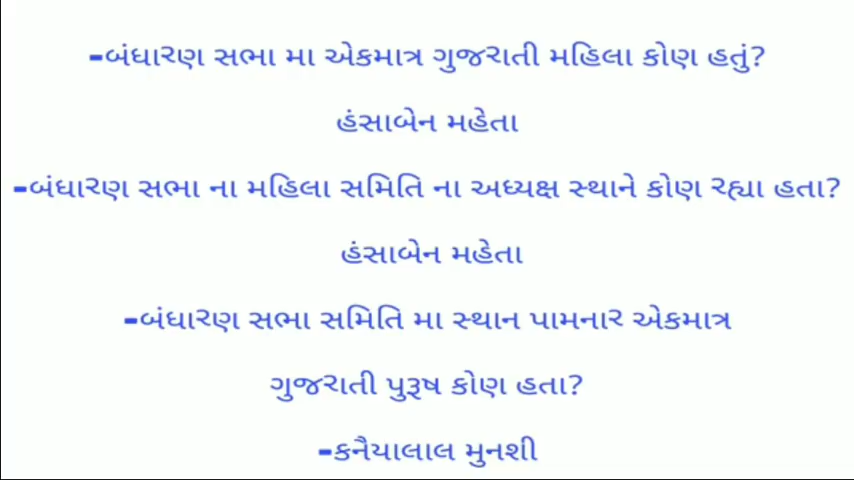 -બંધારણ સભા મા એકમાત્ર ગુજરાતી મહિલા કોણ હતું?
હંસાબેન મહેતા
-બંધારણ સભા ના મહિલા સમિતિ ના અધ્યક્ષ સ્થાને કોણ રહ્યા હતા?
હંસાબેન મહેતા
-બંધારણ સભા સમિતિ મા સ્થાન પામનાર એકમાત્ર
ગુજરાતી પુરૂષ કોણ હતા?
-કનૈયાલાલ મુનશી